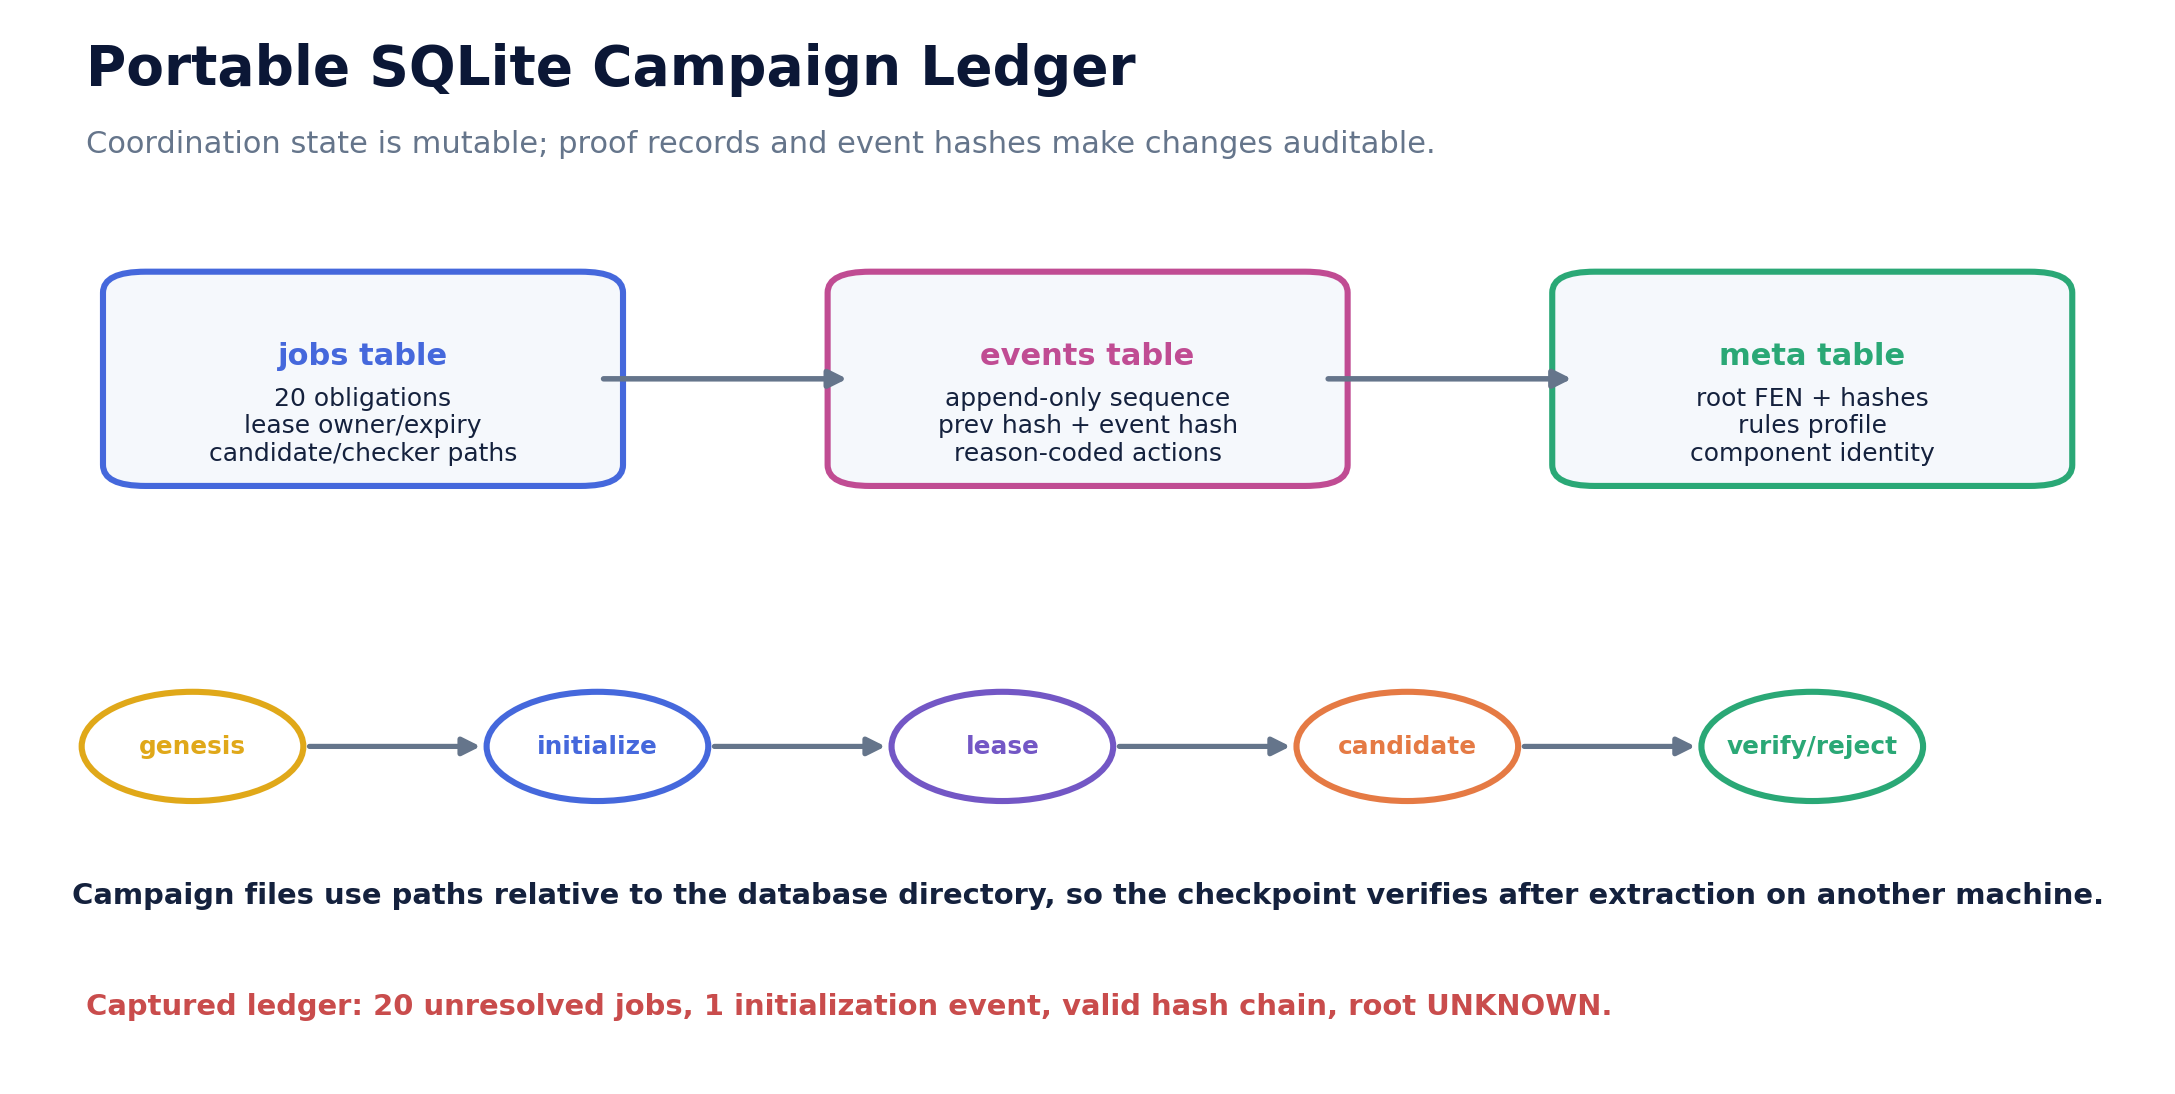 Portable SQLite Campaign Ledger
Coordination state is mutable; proof records and event hashes make changes auditable.
jobs table
20 obligations
lease owner/expiry
candidate/checker paths
events table
append-only sequence
prev hash + event hash
reason-coded actions
meta table
root FEN + hashes
rules profile
component identity
genesis
initialize
lease
candidate
verify/reject
Campaign files use paths relative to the database directory, so the checkpoint verifies after extraction on another machine.
Captured ledger: 20 unresolved jobs, 1 initialization event, valid hash chain, root UNKNOWN.